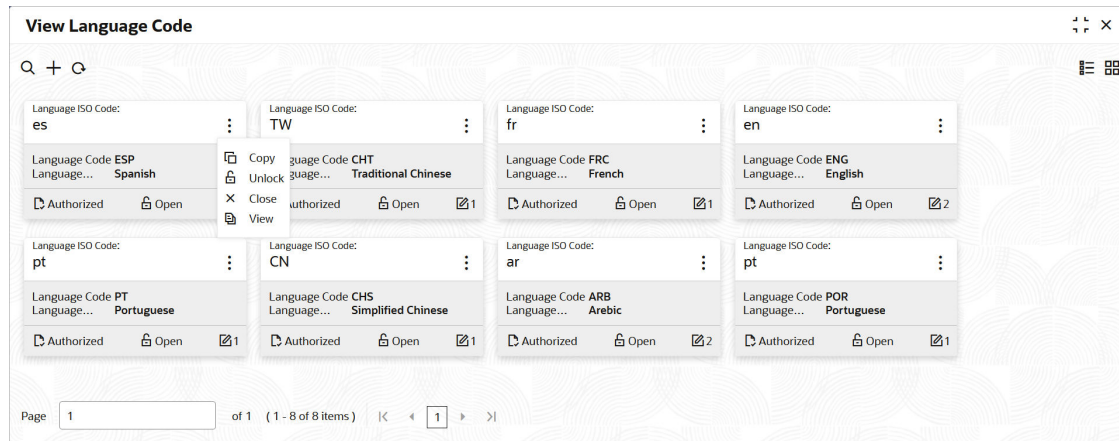 View Language Code
Language ISO Code:
es
Language Code ESP
Language... Spanish
Authorized Open
Copy
Unlock
Close
View
Language ISO Code:
TW
guage Code CHT
guage... Traditional Chinese
uthorized Open 1
Language ISO Code:
fr
Language Code FRC
Language... French
Authorized Open 1
Language ISO Code:
en
Language Code ENG
Language... English
Authorized Open 2
Language ISO Code:
pt
Language Code PT
Language... Portuguese
Authorized Open 1
Language ISO Code:
CN
Language Code CHS
Language... Simplified Chinese
Authorized Open 1
Language ISO Code:
ar
Language Code ARB
Language... Arebic
Authorized Open 2
Language ISO Code:
pt
Language Code POR
Language... Portuguese
Authorized Open 1
Page 1 of 1 ( 1 - 8 of 8 items ) 1